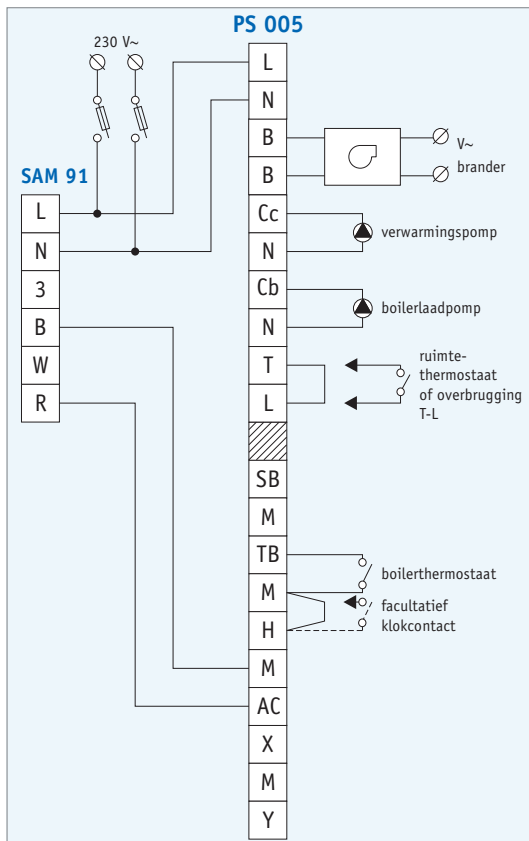 PS 005
230 V~
L
N
B
B
V~
brander
SAM 91
L
N
3
B
W
R
Cc
N
verwarmingspomp
Cb
N
boilerlaadpomp
T
L
ruimte-
thermostaat
of overbrugging
T-L
SB
M
TB
M
boilerthermostaat
H
facultatief
klokcontact
M
AC
X
M
Y